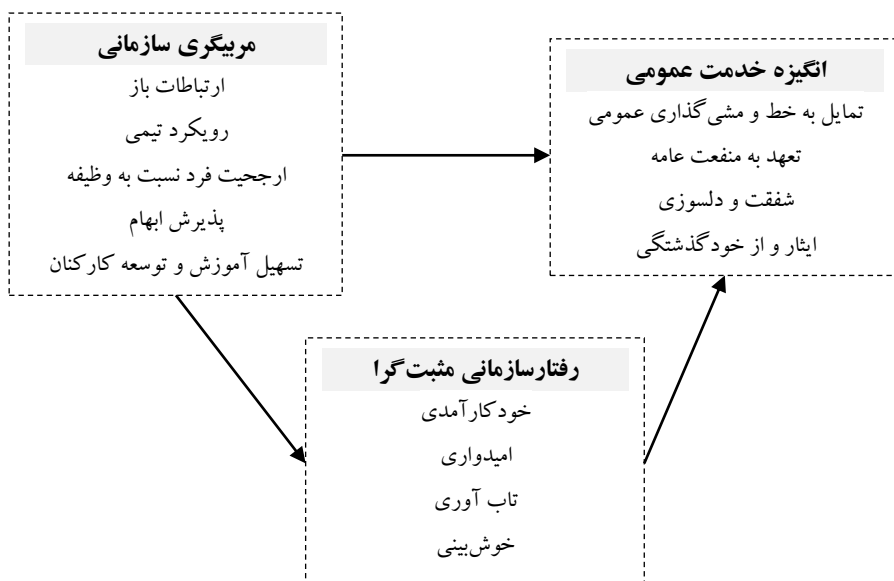 مربیگری سازمانی
ارتباطات باز
رویکرد تیمی
ارجحیت فرد نسبت به وظیفه
پذیرش ابهام
تسهیل آموزش و توسعه کارکنان
انگیزه خدمت عمومی
تمایل به خط و مشی‌گذاری عمومی
تعهد به منفعت عامه
شفقت و دلسوزی
ایثار و از خودگذشتگی
رفتارسازمانی مثبت‌گرا
خودکارآمدی
امیدواری
تاب آوری
خوش‌بینی